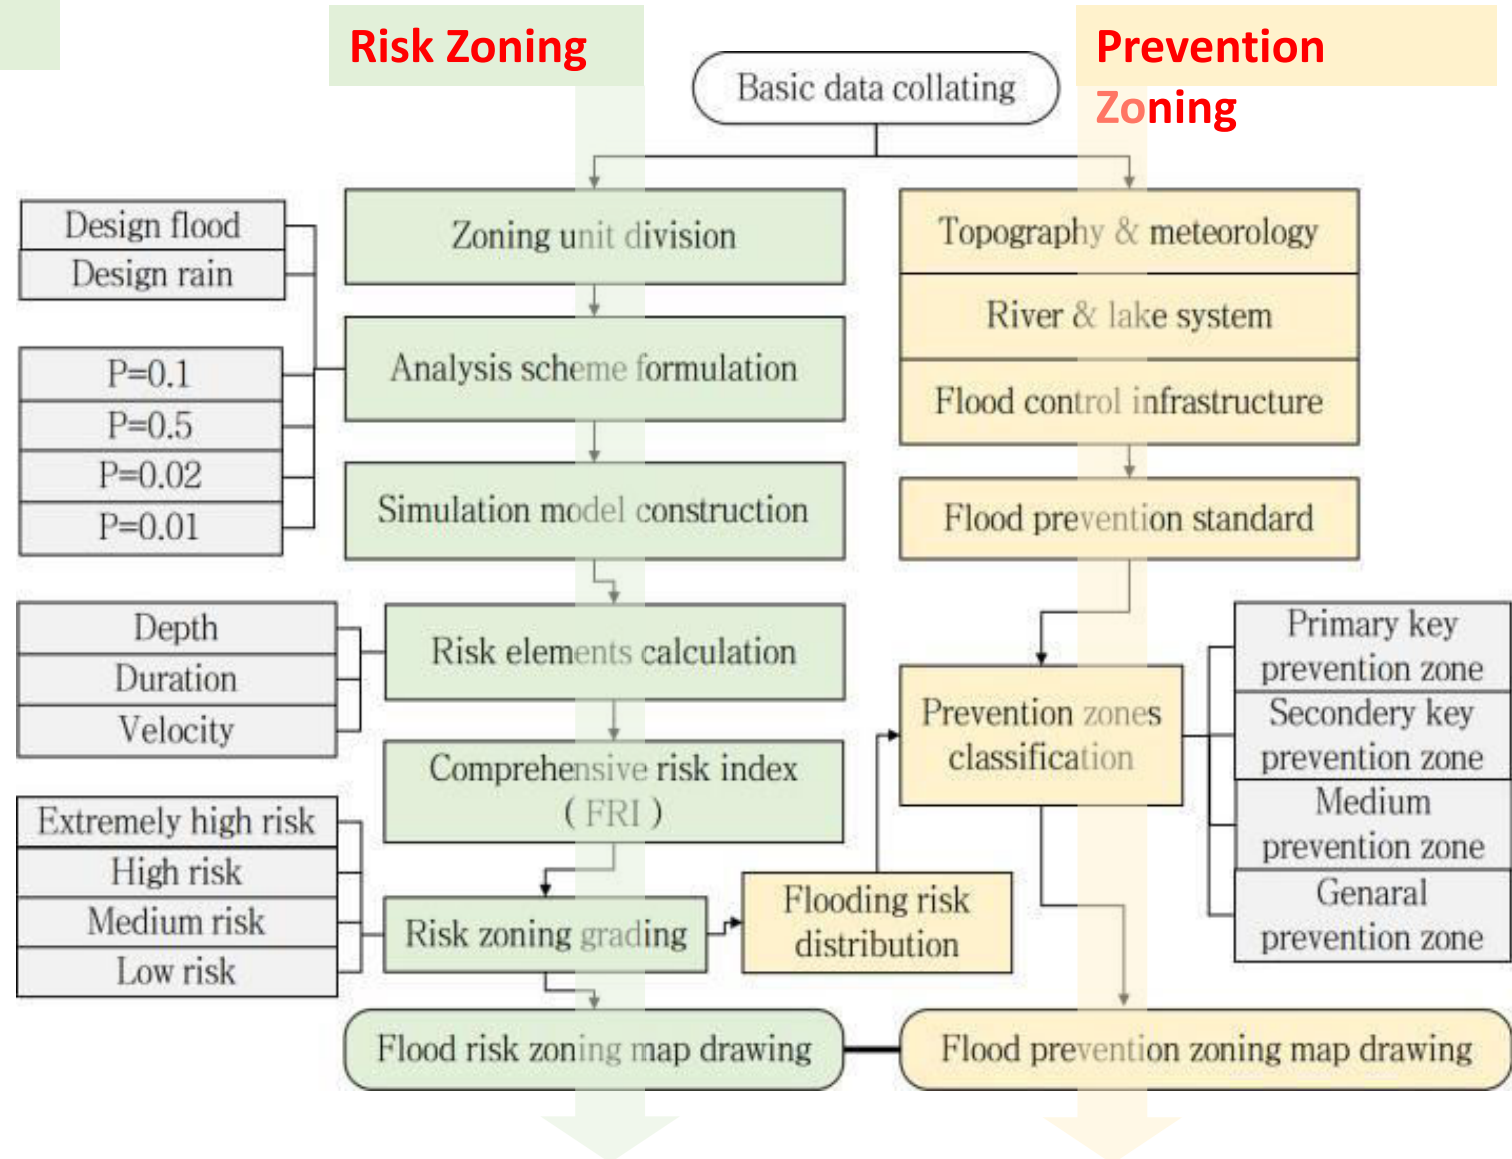 Risk Zoning
Prevention
Zoning
Basic data collating
Design flood
Design rain
P=0.1
P=0.5
P=0.02
P=0.01
Depth
Duration
Velocity
Extremely high risk
High risk
Medium risk
Low risk
Zoning unit division
Analysis scheme formulation
Simulation model construction
Risk elements calculation
Comprehensive risk index
( FRI )
Risk zoning grading
Flood risk zoning map drawing
Flooding risk
distribution
Topography & meteorology
River & lake system
Flood control infrastructure
Flood prevention standard
Prevention zones
classification
Primary key
prevention zone
Secondery key
prevention zone
Medium
prevention zone
Genaral
prevention zone
Flood prevention zoning map drawing